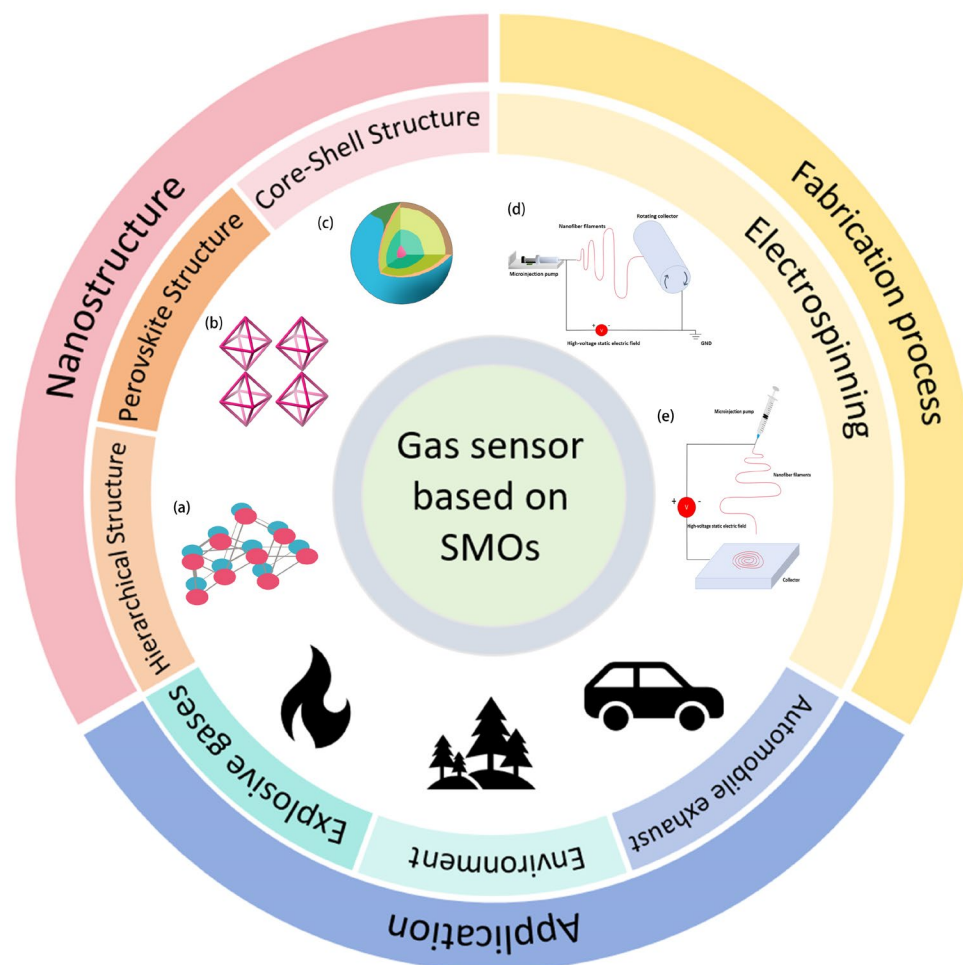 Nanostructure
Core-Shell Structure
Perovskite Structure
Hierarchical Structure
Fabrication process
Electrospinning
(c)
(d)
Nanofiber filaments
Rotating collector
Microinjection pump
+ -
V
High-voltage static electric field
GND
(b)
(e)
Microinjection pump
Nanofiber filaments
+ -
V
High-voltage static electric field
Collector
(a)
Gas sensor
based on
SMOs
Explosive gases
Environment
Automobile exhaust
Application